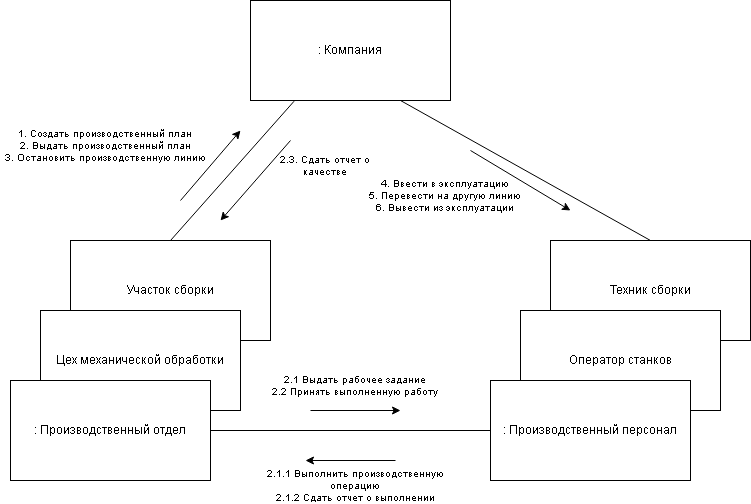 : Компания
1. Создать производственный план
2. Выдать производственный план
3. Остановить производственную линию
2.3. Сдать отчет о
качестве
4. Ввести в эксплуатацию
5. Перевести на другую линию
6. Вывести из эксплуатации
Участок сборки
Техник сборки
Цех механической обработки
Оператор станков
2.1 Выдать рабочее задание
2.2 Принять выполненную работу
: Производственный отдел
: Производственный персонал
2.1.1 Выполнить производственную
операцию
2.1.2 Сдать отчет о выполнении